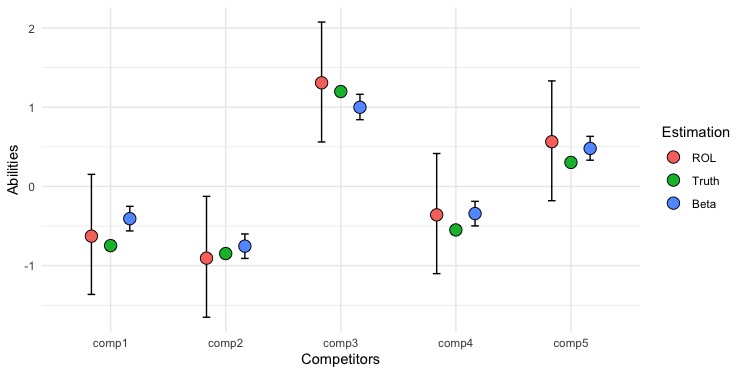 2
1
0
-1
Abilities
comp1 comp2 comp3 comp4 comp5
Competitors
Estimation
ROL
Truth
Beta